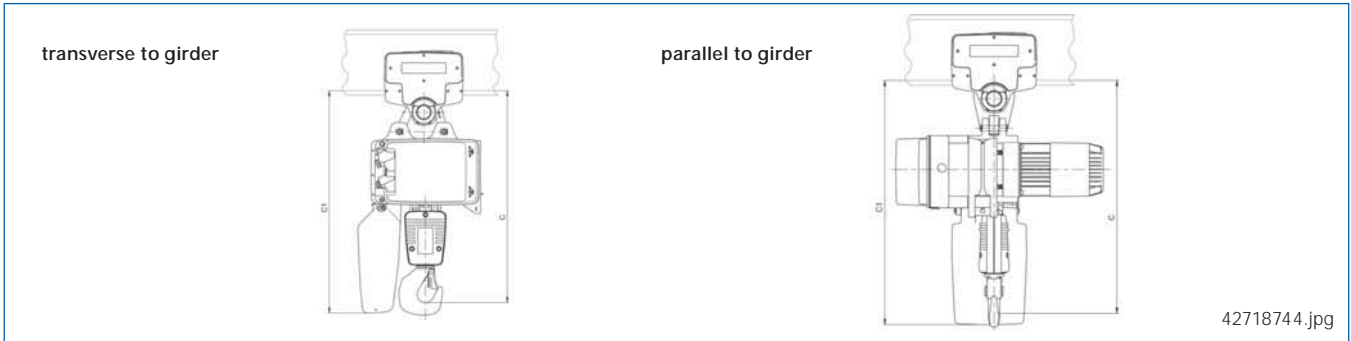 transverse to girder
parallel to girder
C1
C
C1
C
42718744.jpg